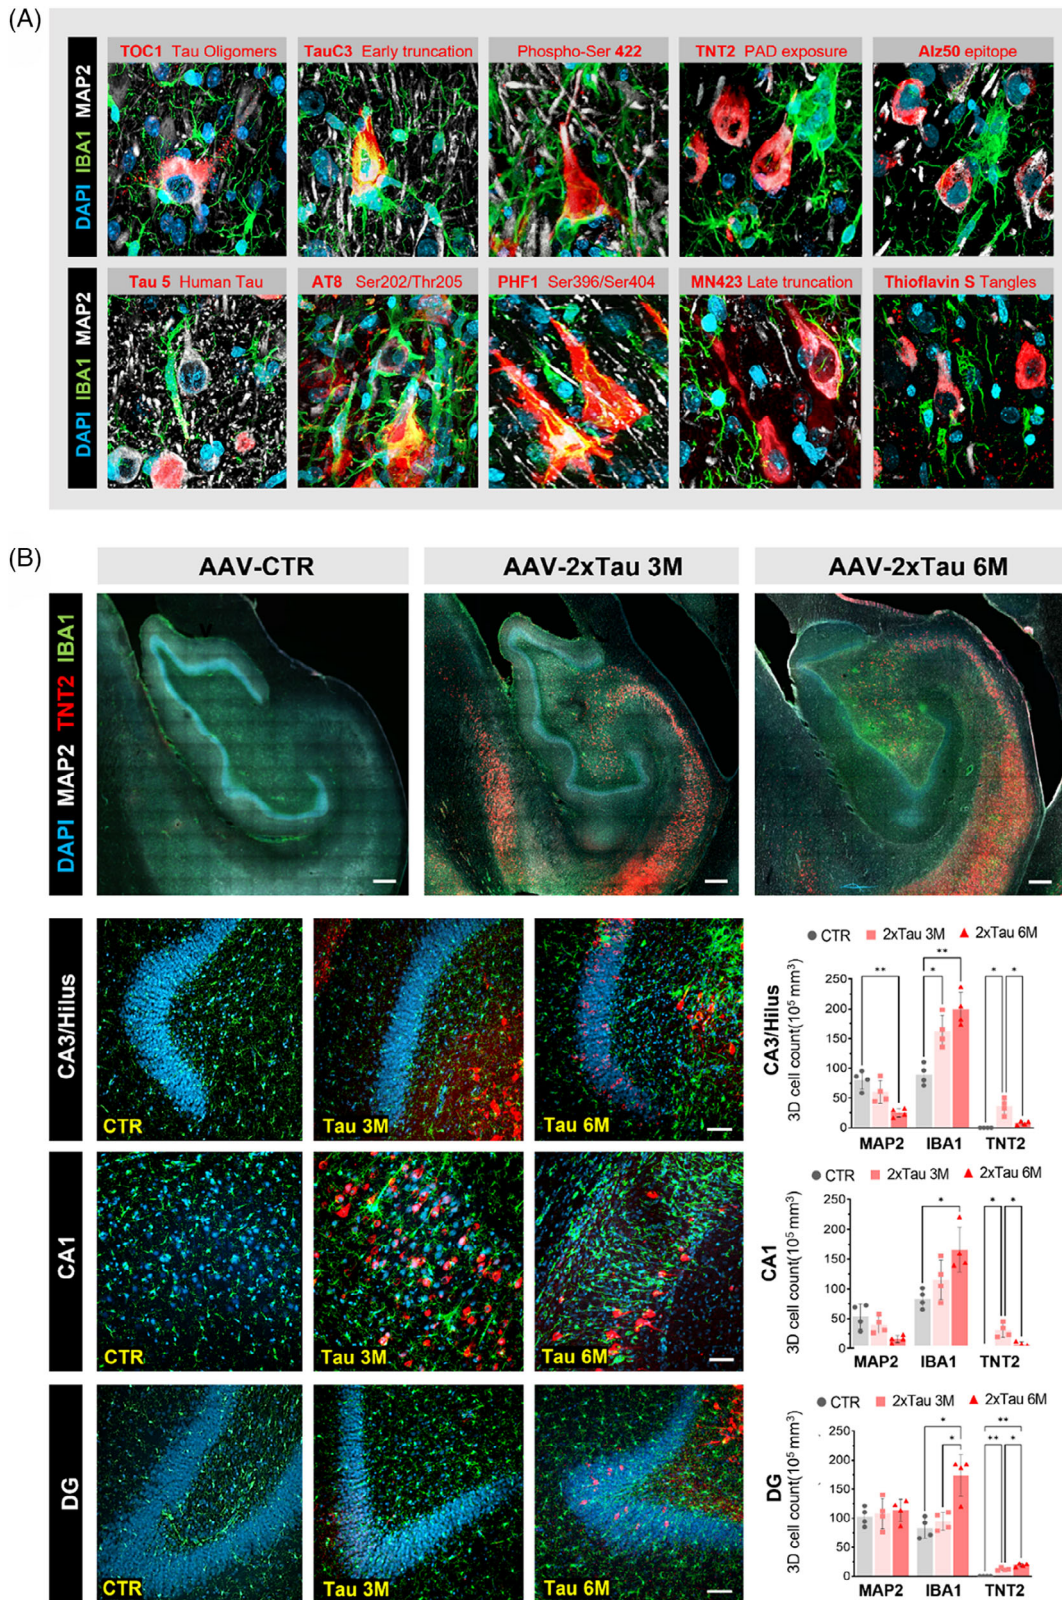 (A)
DAPI IBA1 MAP2
TOC1 Tau Oligomers
TauC3 Early truncation
Phospho-Ser 422
TNT2 PAD exposure
Alz50 epitope
DAPI IBA1 MAP2
Tau 5 Human Tau
AT8 Ser202/Thr205
PHF1 Ser396/Ser404
MN423 Late truncation
Thioflavin S Tangles
(B)
AAV-CTR
AAV-2xTau 3M
AAV-2xTau 6M
DAPI MAP2 TNT2 IBA1
CA3/Hilus
CTR
Tau 3M
Tau 6M
CTR 2xTau 3M 2xTau 6M
CA3/Hilus
3D cell count(10⁵ mm³)
250
200
150
100
50
0
** * ** * *
MAP2 IBA1 TNT2
CA1
CTR
Tau 3M
Tau 6M
CTR 2xTau 3M 2xTau 6M
CA1
3D cell count(10⁵ mm³)
250
200
150
100
50
0
* * *
MAP2 IBA1 TNT2
DG
CTR
Tau 3M
Tau 6M
CTR 2xTau 3M 2xTau 6M
DG
3D cell count(10⁵ mm³)
250
200
150
100
50
0
* * ** ** *
MAP2 IBA1 TNT2